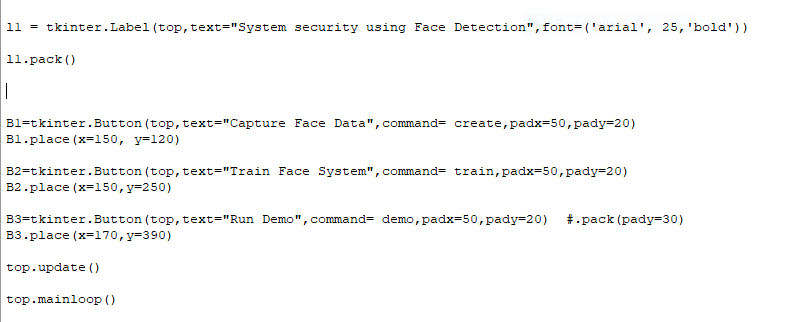 l1 = tkinter.Label(top,text="System security using Face Detection",font=('arial', 25,'bold'))
l1.pack()
B1=tkinter.Button(top,text="Capture Face Data",command= create,padx=50,pady=20)
B1.place(x=150, y=120)
B2=tkinter.Button(top,text="Train Face System",command= train,padx=50,pady=20)
B2.place(x=150,y=250)
B3=tkinter.Button(top,text="Run Demo",command= demo,padx=50,pady=20)  #.pack(pady=30)
B3.place(x=170,y=390)
top.update()
top.mainloop()